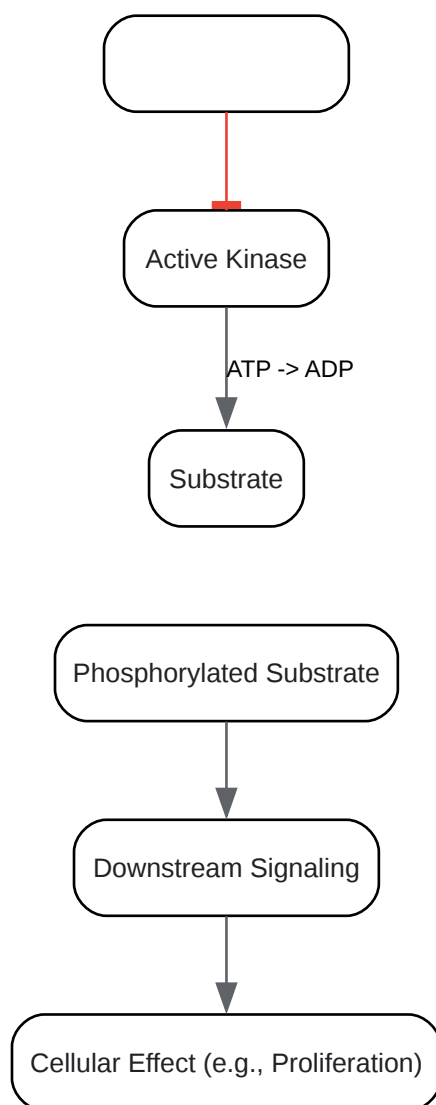 Active Kinase
ATP -> ADP
Substrate
Phosphorylated Substrate
Downstream Signaling
Cellular Effect (e.g., Proliferation)